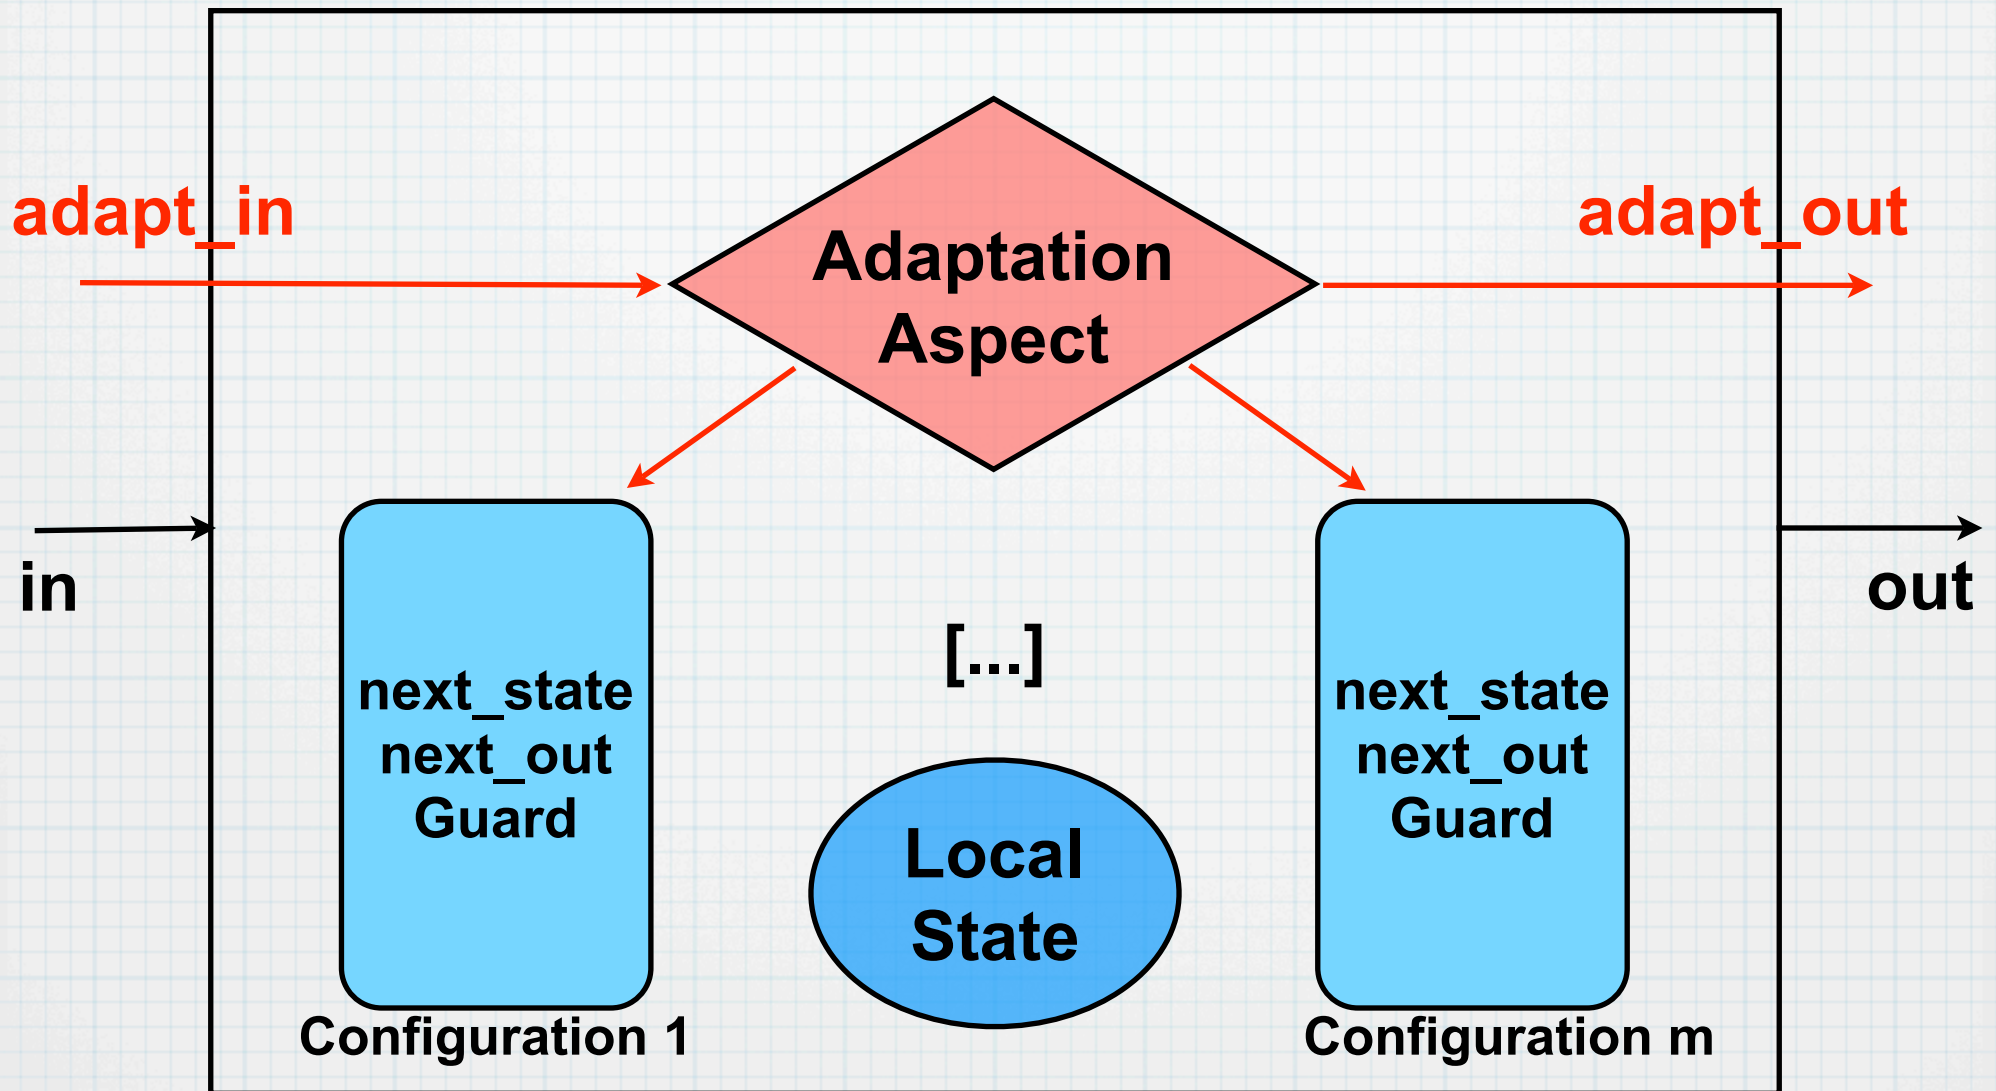 adapt_in
adapt_out
Adaptation
Aspect
in
out
[...]
next_state
next_out
Guard
next_state
next_out
Guard
Local
State
Configuration 1
Configuration m